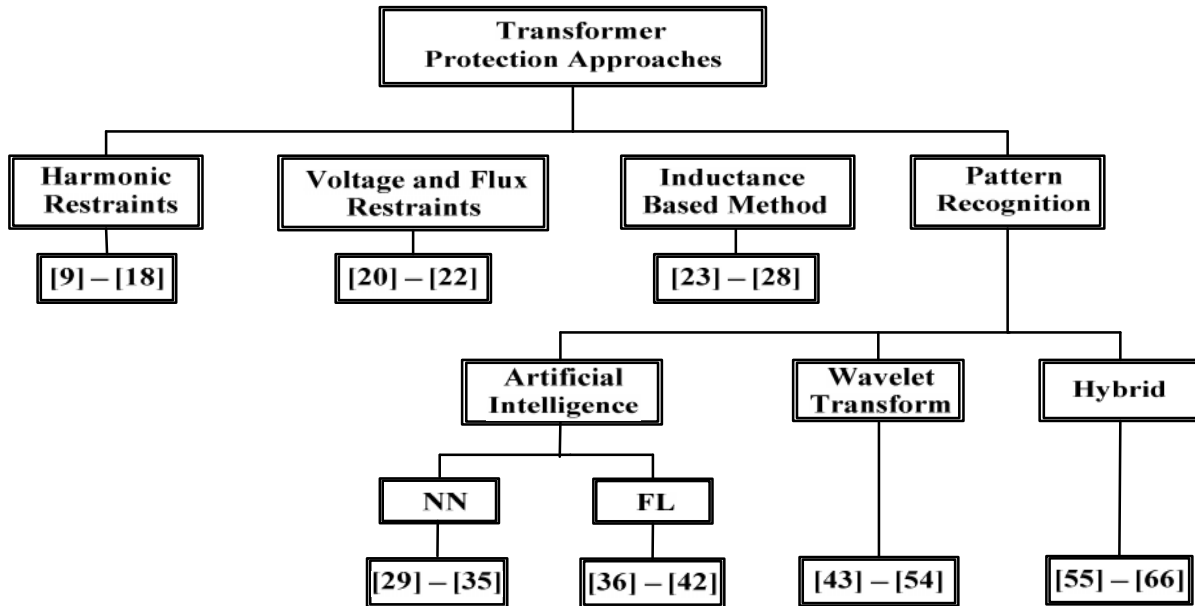 Transformer
Protection Approaches
Harmonic
Restraints
Voltage and Flux
Restraints
Inductance
Based Method
Pattern
Recognition
[9] – [18]
[20] – [22]
[23] – [28]
Artificial
Intelligence
Wavelet
Transform
Hybrid
NN
FL
[29] – [35]
[36] – [42]
[43] – [54]
[55] – [66]